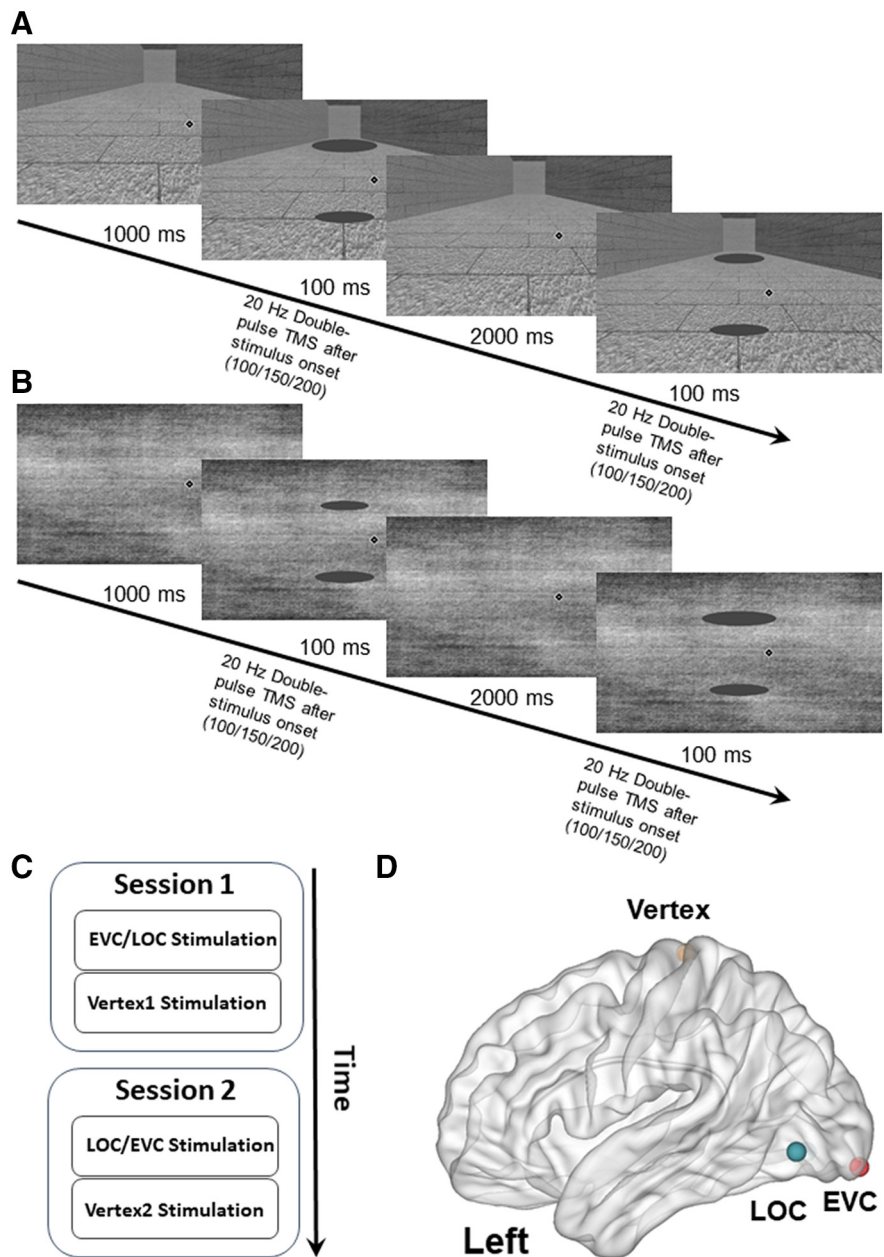 A
1000 ms
100 ms
20 Hz Double-
pulse TMS after
stimulus onset
(100/150/200)
2000 ms
100 ms
20 Hz Double-
pulse TMS after
stimulus onset
(100/150/200)
B
1000 ms
100 ms
20 Hz Double-
pulse TMS after
stimulus onset
(100/150/200)
2000 ms
100 ms
20 Hz Double-
pulse TMS after
stimulus onset
(100/150/200)
C
Session 1
EVC/LOC Stimulation
Vertex1 Stimulation
Session 2
LOC/EVC Stimulation
Vertex2 Stimulation
Time
D
Vertex
LOC
EVC
Left